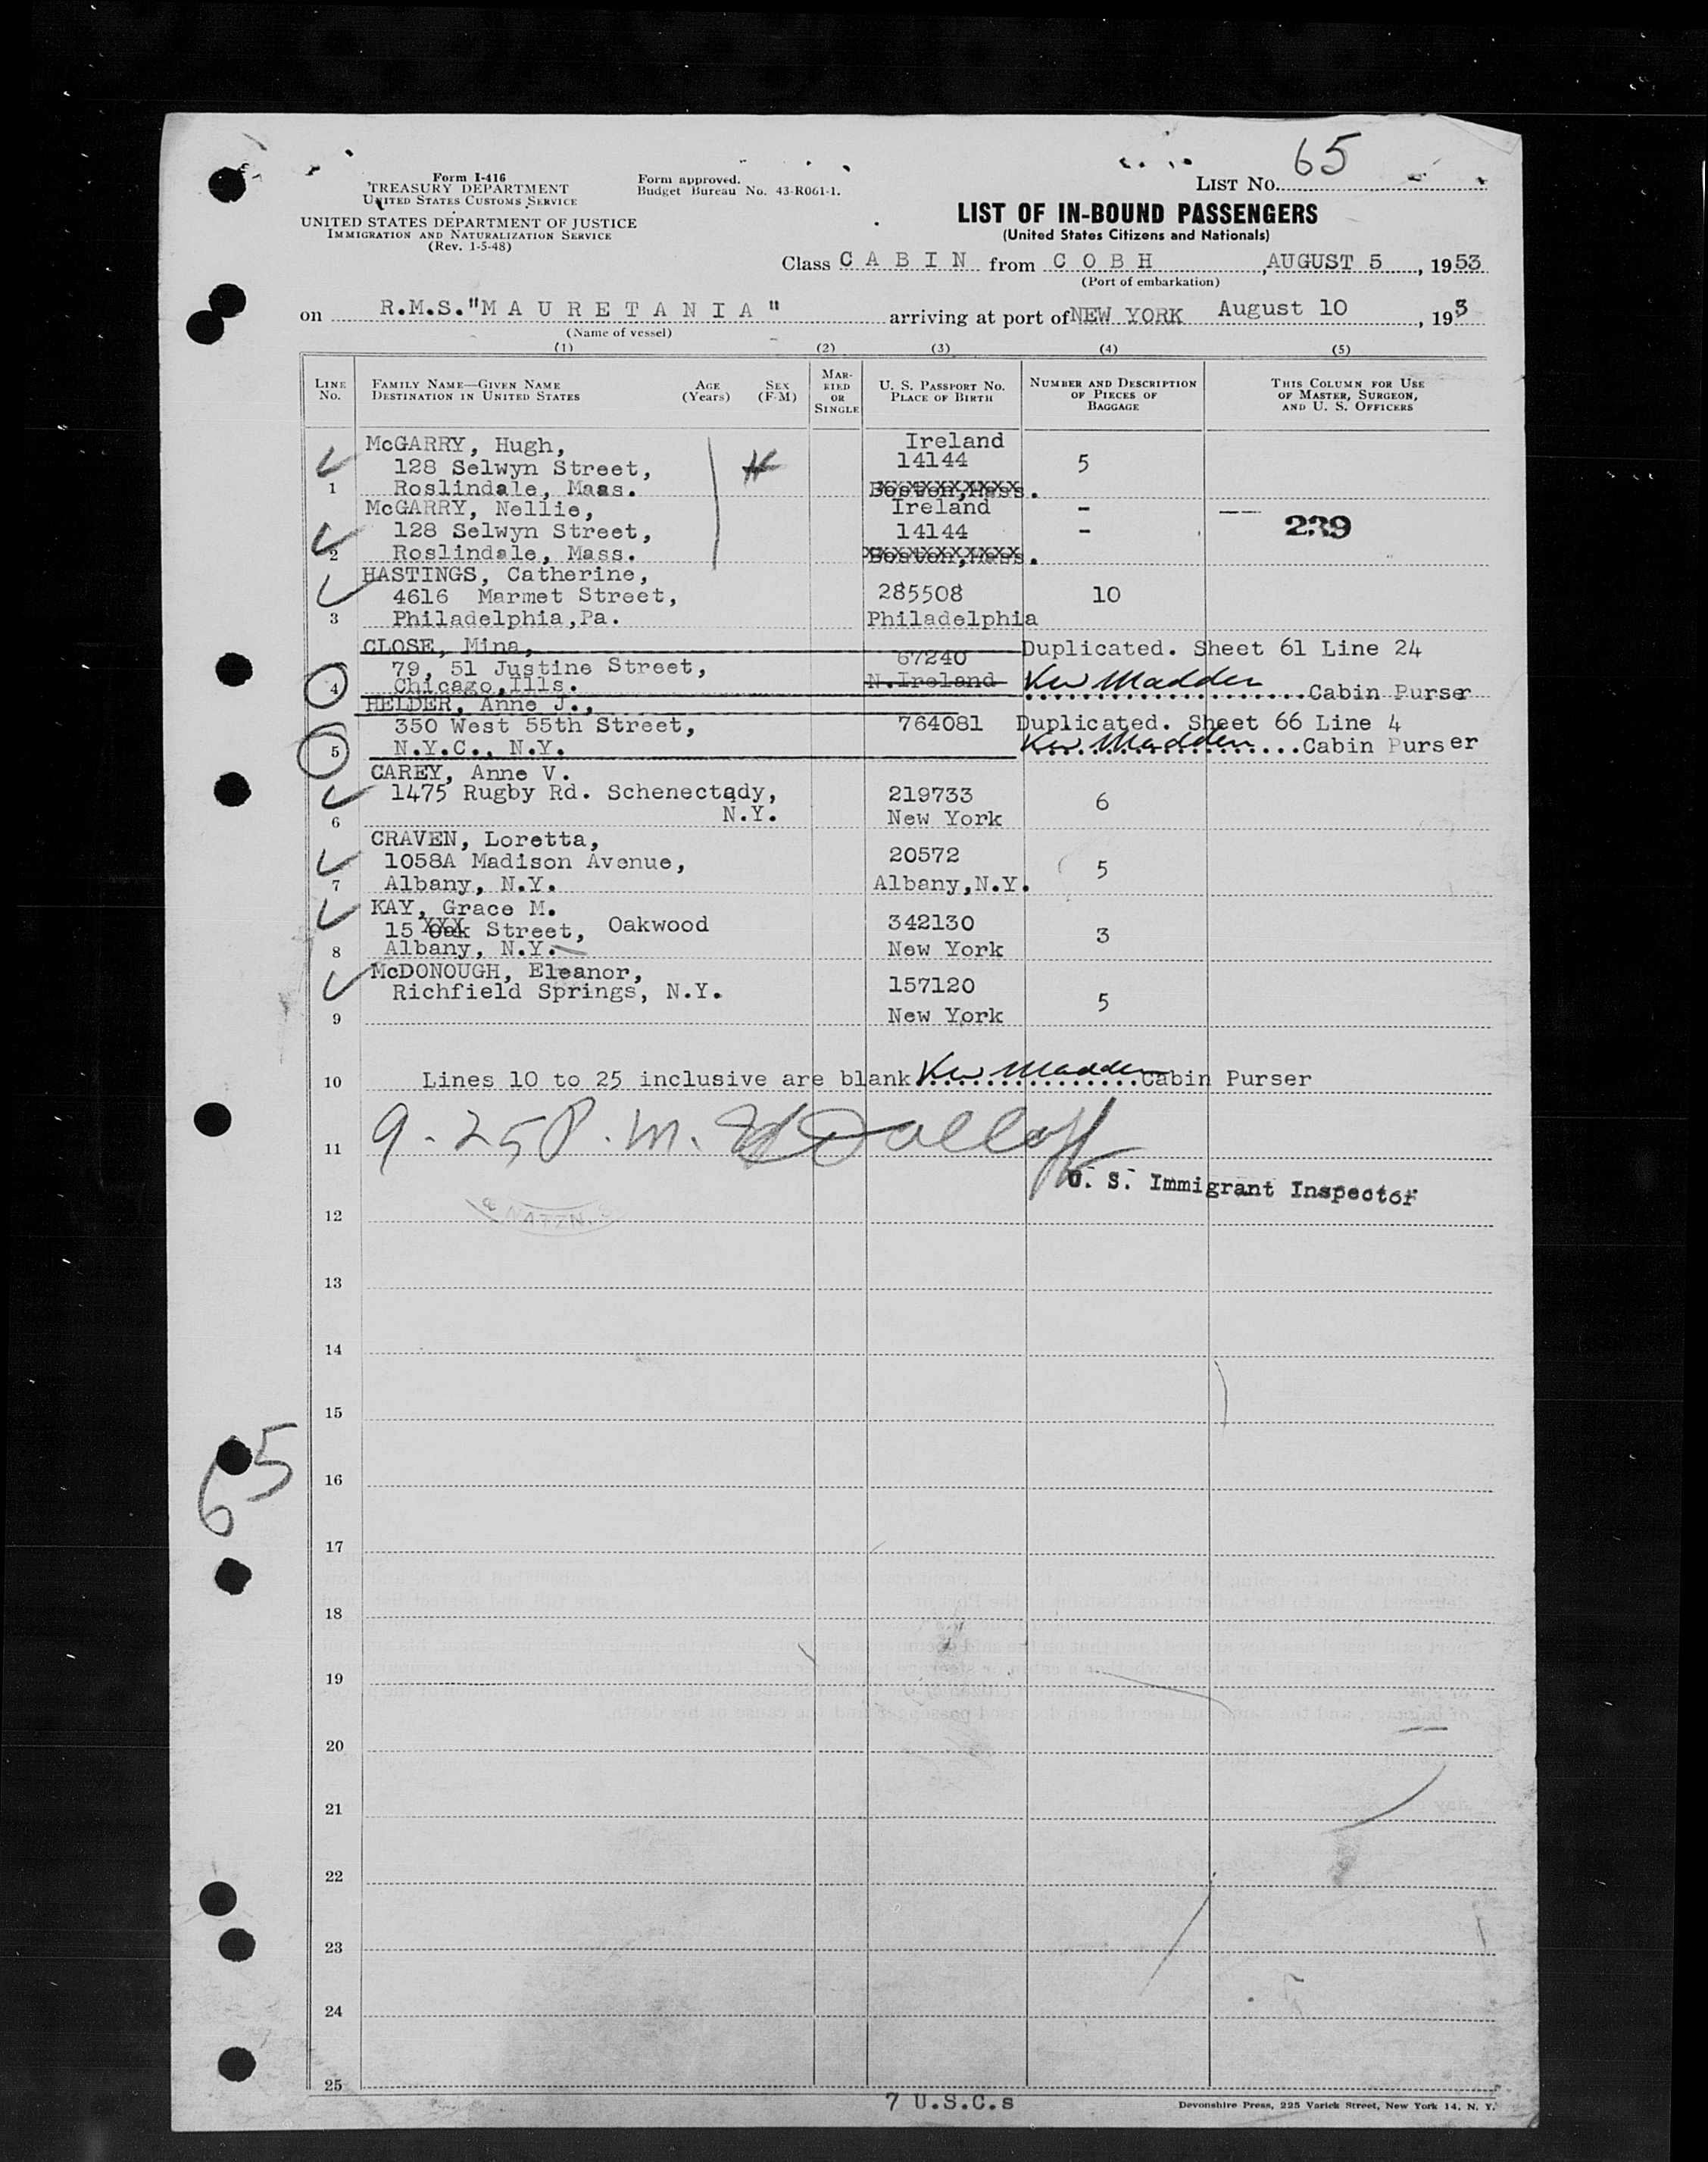 65
Form I-416
TREASURY DEPARTMENT
UNITED STATES CUSTOMS SERVICE
UNITED STATES DEPARTMENT OF JUSTICE
IMMIGRATION AND NATURALIZATION SERVICE
(Rev. 1-5-48)
Form approved.
Budget Bureau No. 43-R061-1.
LIST NO.
LIST OF IN-BOUND PASSENGERS
(United States Citizens and Nationals)
Class C A B I N from C O B H, AUGUST 5, 1953
(Port of embarkation)
on R.M.S. "M A U R E T A N I A" arriving at port of NEW YORK August 10, 193
(Name of vessel)
(1) (2) (3) (4) (5)
LINE NO.
FAMILY NAME—GIVEN NAME
DESTINATION IN UNITED STATES
AGE (Years)
SEX (F-M)
MARRIED OR SINGLE
U. S. PASSPORT NO.
PLACE OF BIRTH
NUMBER AND DESCRIPTION OF PIECES OF BAGGAGE
THIS COLUMN FOR USE OF MASTER, SURGEON, AND U. S. OFFICERS
McGARRY, Hugh, Ireland
128 Selwyn Street, 14144 5
1 Roslindale, Mass. Boston, Mass.
McGARRY, Nellie, Ireland -
128 Selwyn Street, 14144 - 239
2 Roslindale, Mass. Boston, Mass.
HASTINGS, Catherine,
4616 Marmet Street, 285508 10
3 Philadelphia, Pa. Philadelphia
CLOSE, Mina, Duplicated. Sheet 61 Line 24
79, 51 Justine Street, 67240
4 Chicago, Ills. N.Ireland Madden Cabin Purser
HELDER, Anne J.,
350 West 55th Street, 764081 Duplicated. Sheet 66 Line 4
5 N.Y.C., N.Y. Madden Cabin Purser
CAREY, Anne V.
1475 Rugby Rd. Schenectady, 219733 6
6 N.Y. New York
CRAVEN, Loretta,
1058A Madison Avenue, 20572 5
7 Albany, N.Y. Albany, N.Y.
KAY, Grace M.
15 Oak Street, Oakwood 342130 3
8 Albany, N.Y. New York
McDONOUGH, Eleanor,
Richfield Springs, N.Y. 157120 5
9 New York
10 Lines 10 to 25 inclusive are blank Madden Cabin Purser
11 9-25 P.M.
U. S. Immigrant Inspector
12
13
14
15
16
65
17
18
19
20
21
22
23
24
25
7 U.S.C.s
Devonshire Press, 225 Varick Street, New York 14, N. Y.